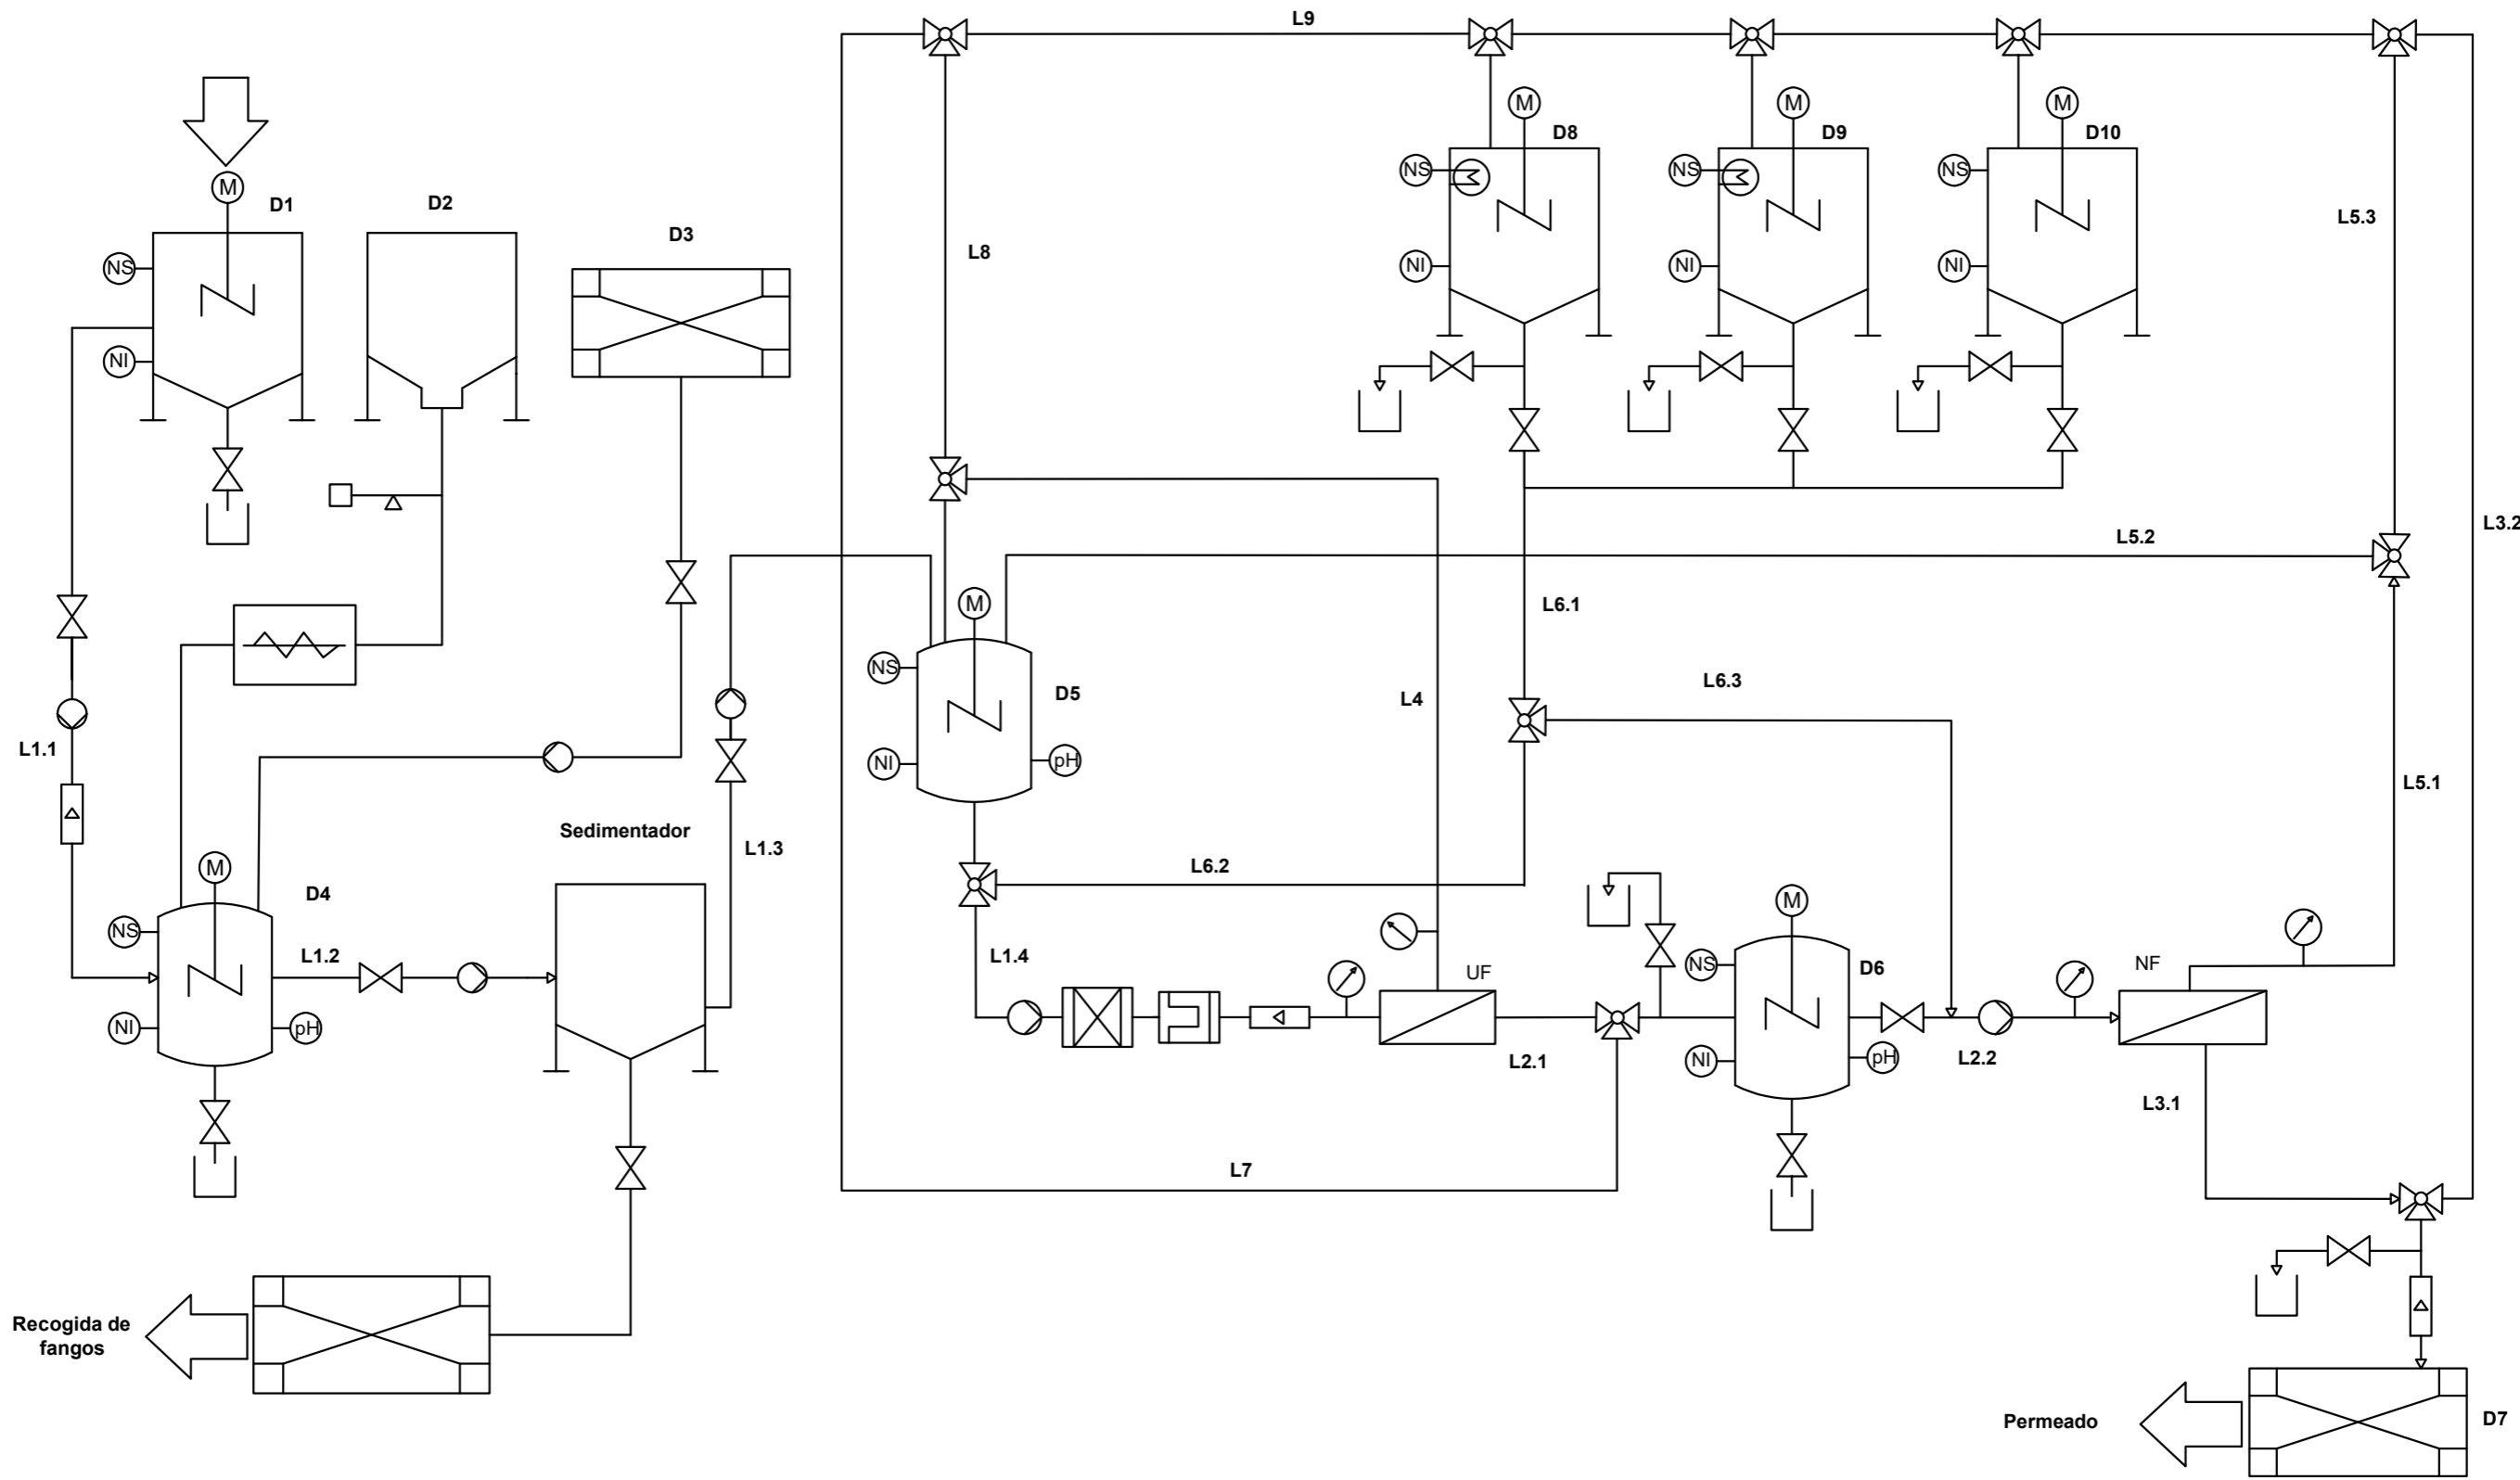 L9
M
M
M
D8
D9
D10
NS
NS
NS
M
D1
D2
D3
L5.3
L8
NS
NI
NI
NI
L3.2
NI
L5.2
M
L6.1
NS
D5
L4
L6.3
L1.1
NI
pH
L5.1
Sedimentador
L1.3
M
D4
L6.2
M
NS
L1.2
L1.4
UF
NS
D6
NF
NI
pH
L2.1
NI
pH
L2.2
L3.1
L7
Recogida de
fangos
Permeado
D7